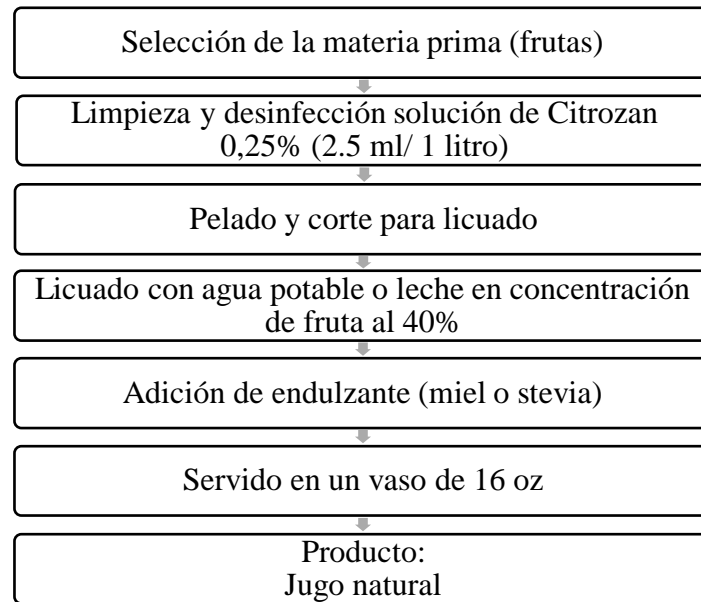 Selección de la materia prima (frutas)
Limpieza y desinfección solución de Citrozan
0,25% (2.5 ml/ 1 litro)
Pelado y corte para licuado
Licuado con agua potable o leche en concentración
de fruta al 40%
Adición de endulzante (miel o stevia)
Servido en un vaso de 16 oz
Producto:
Jugo natural